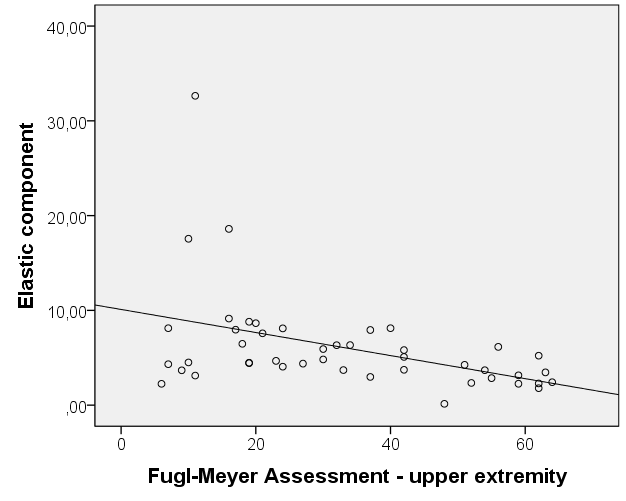 40,00
30,00
20,00
10,00
,00
Elastic component
0 20 40 60
Fugl-Meyer Assessment - upper extremity